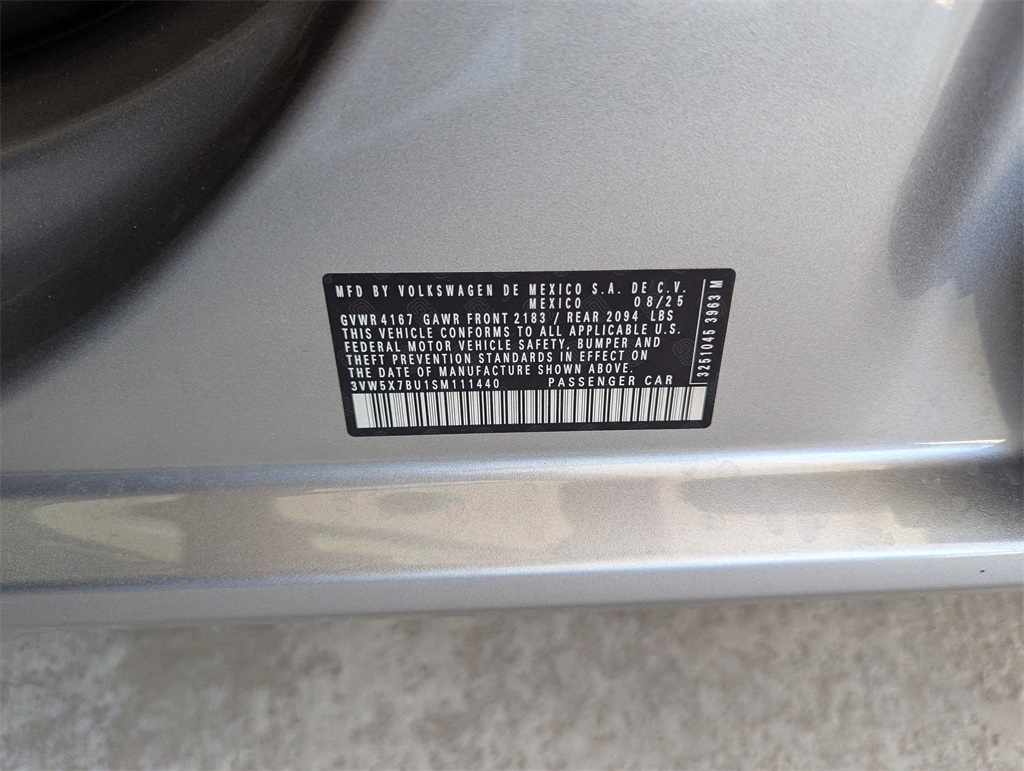 MFD BY VOLKSWAGEN DE MEXICO S.A. DE C.V.
MEXICO 08/25
GVWR 4167 GAWR FRONT 2183 / REAR 2094 LBS
THIS VEHICLE CONFORMS TO ALL APPLICABLE U.S.
FEDERAL MOTOR VEHICLE SAFETY, BUMPER AND
THEFT PREVENTION STANDARDS IN EFFECT ON
THE DATE OF MANUFACTURE SHOWN ABOVE.
3VW5X7BU1SM111440 PASSENGER CAR
3251045 3963 M